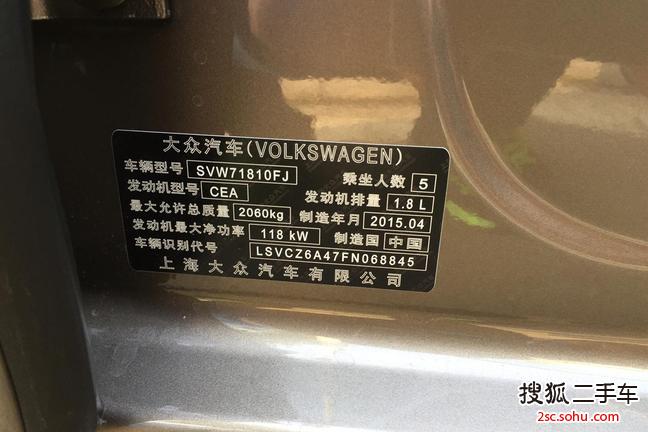 大众汽车(VOLKSWAGEN)
车辆型号 SVW71810FJ 乘坐人数 5
发动机型号 CEA 发动机排量 1.8 L
最大允许总质量 2060kg 制造年月 2015.04
发动机最大净功率 118 kW 制造国 中国
车辆识别代号 LSVCZ6A47FN068845
上海大众汽车有限公司
搜狐二手车
2sc.sohu.com